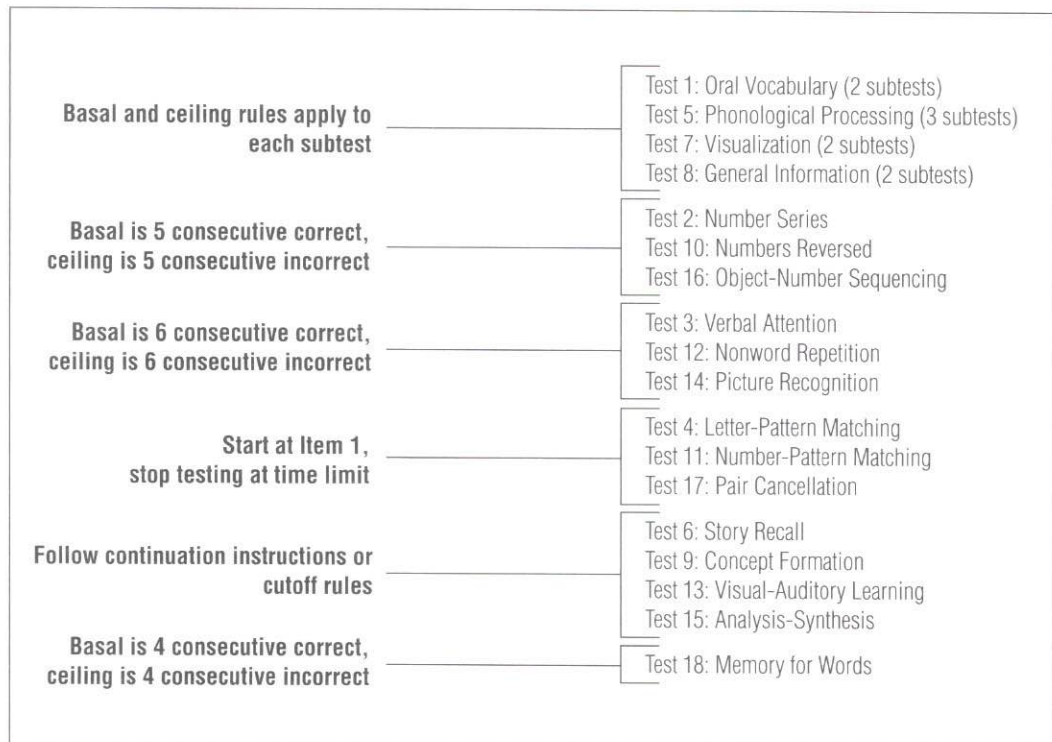 Basal and ceiling rules apply to
each subtest
Test 1: Oral Vocabulary (2 subtests)
Test 5: Phonological Processing (3 subtests)
Test 7: Visualization (2 subtests)
Test 8: General Information (2 subtests)
Basal is 5 consecutive correct,
ceiling is 5 consecutive incorrect
Test 2: Number Series
Test 10: Numbers Reversed
Test 16: Object-Number Sequencing
Basal is 6 consecutive correct,
ceiling is 6 consecutive incorrect
Test 3: Verbal Attention
Test 12: Nonword Repetition
Test 14: Picture Recognition
Start at Item 1,
stop testing at time limit
Test 4: Letter-Pattern Matching
Test 11: Number-Pattern Matching
Test 17: Pair Cancellation
Follow continuation instructions or
cutoff rules
Test 6: Story Recall
Test 9: Concept Formation
Test 13: Visual-Auditory Learning
Test 15: Analysis-Synthesis
Basal is 4 consecutive correct,
ceiling is 4 consecutive incorrect
Test 18: Memory for Words